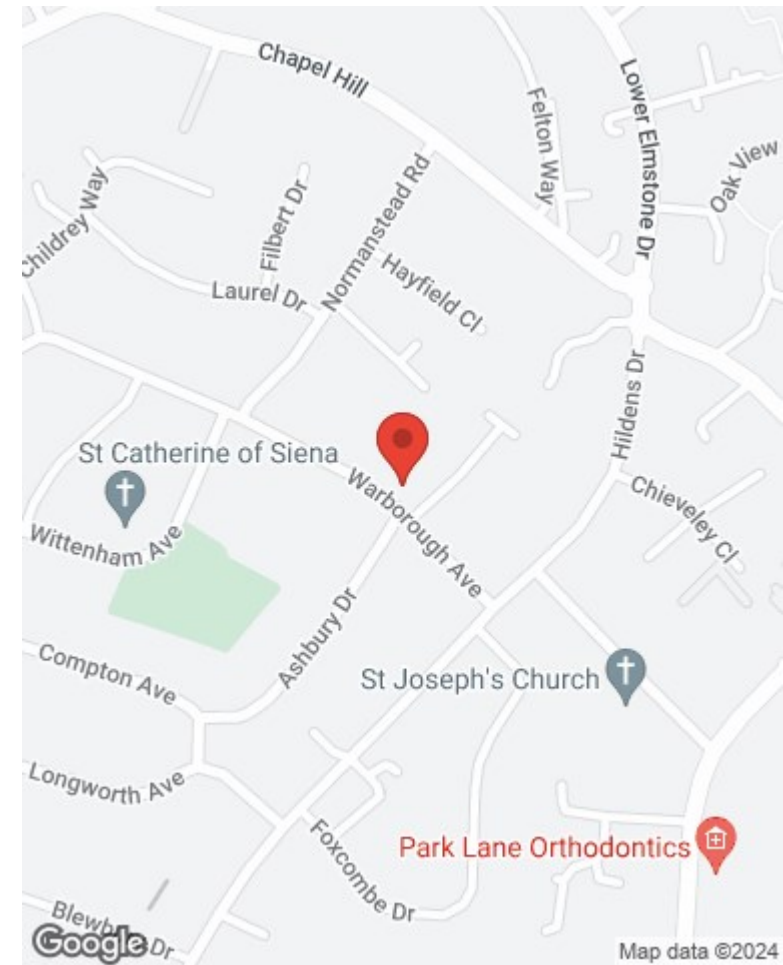 Chapel Hill
Felton Way
Lower Elmstone Dr
Oak View
Childrey Way
Filbert Dr
Normanstead Rd
Hayfield Cl
Laurel Dr
Hildens Dr
St Catherine of Siena
Warborough Ave
Chieveley Cl
Wittenham Ave
Ashbury Dr
Compton Ave
St Joseph's Church
Longworth Ave
Foxcombe Dr
Park Lane Orthodontics
Dr
Google
Map data ©2024